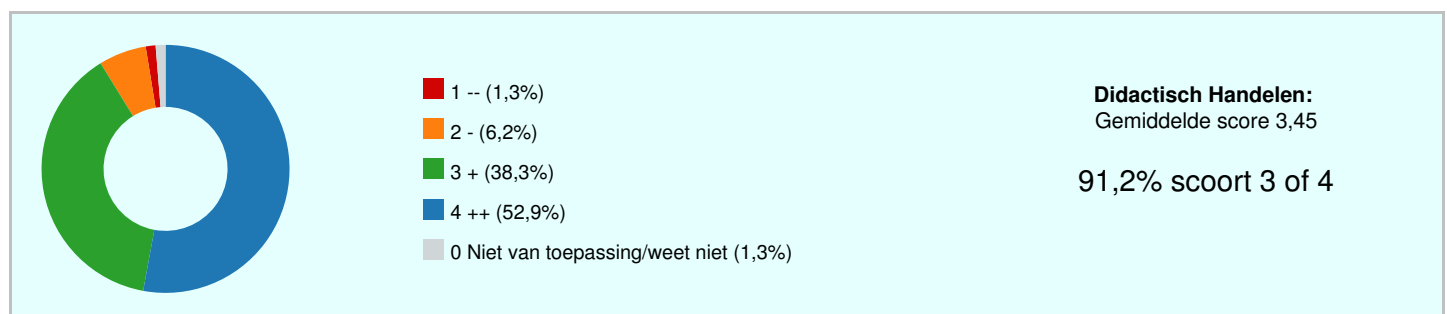 1 -- (1,3%)
2 - (6,2%)
3 + (38,3%)
4 ++ (52,9%)
0 Niet van toepassing/weet niet (1,3%)
Didactisch Handelen:
Gemiddelde score 3,45
91,2% scoort 3 of 4